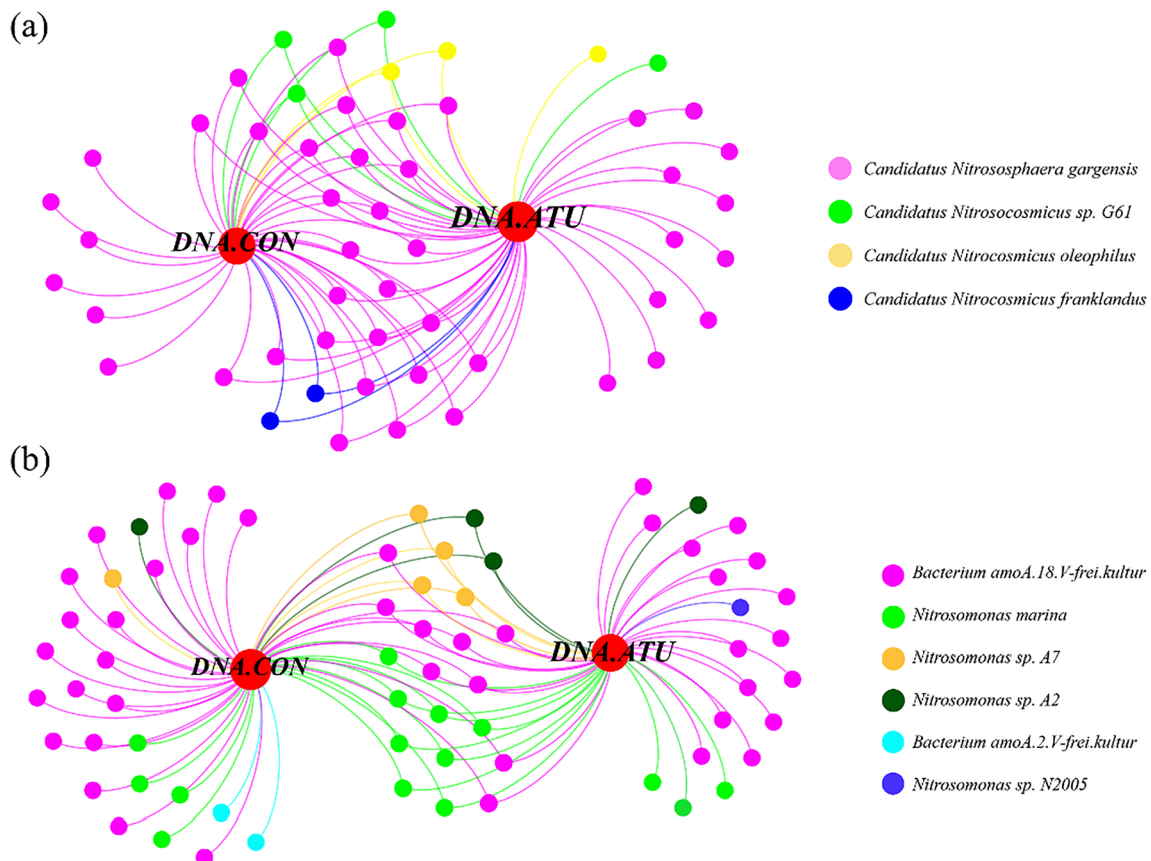 (a)
DNA.CON
DNA.ATU
Candidatus Nitrososphaera gargensis
Candidatus Nitrosocosmicus sp. G61
Candidatus Nitrocosmicus oleophilus
Candidatus Nitrocosmicus franklandus
(b)
DNA.CON
DNA.ATU
Bacterium amoA.18.V-frei.kultur
Nitrosomonas marina
Nitrosomonas sp. A7
Nitrosomonas sp. A2
Bacterium amoA.2.V-frei.kultur
Nitrosomonas sp. N2005